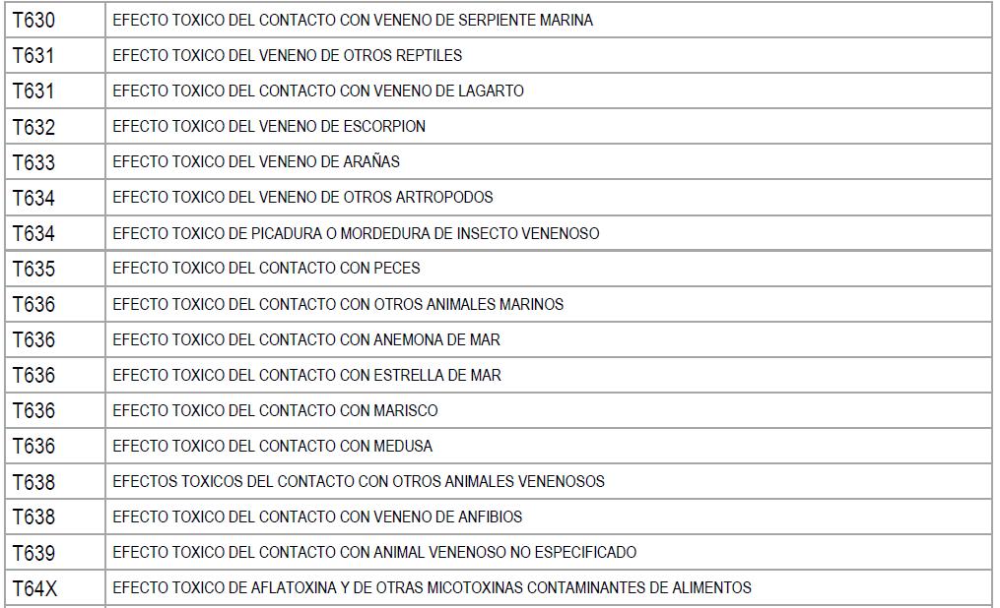 T630 EFECTO TOXICO DEL CONTACTO CON VENENO DE SERPIENTE MARINA
T631 EFECTO TOXICO DEL VENENO DE OTROS REPTILES
T631 EFECTO TOXICO DEL CONTACTO CON VENENO DE LAGARTO
T632 EFECTO TOXICO DEL VENENO DE ESCORPION
T633 EFECTO TOXICO DEL VENENO DE ARAÑAS
T634 EFECTO TOXICO DEL VENENO DE OTROS ARTROPODOS
T634 EFECTO TOXICO DE PICADURA O MORDEDURA DE INSECTO VENENOSO
T635 EFECTO TOXICO DEL CONTACTO CON PECES
T636 EFECTO TOXICO DEL CONTACTO CON OTROS ANIMALES MARINOS
T636 EFECTO TOXICO DEL CONTACTO CON ANEMONA DE MAR
T636 EFECTO TOXICO DEL CONTACTO CON ESTRELLA DE MAR
T636 EFECTO TOXICO DEL CONTACTO CON MARISCO
T636 EFECTO TOXICO DEL CONTACTO CON MEDUSA
T638 EFECTOS TOXICOS DEL CONTACTO CON OTROS ANIMALES VENENOSOS
T638 EFECTO TOXICO DEL CONTACTO CON VENENO DE ANFIBIOS
T639 EFECTO TOXICO DEL CONTACTO CON ANIMAL VENENOSO NO ESPECIFICADO
T64X EFECTO TOXICO DE AFLATOXINA Y DE OTRAS MICOTOXINAS CONTAMINANTES DE ALIMENTOS